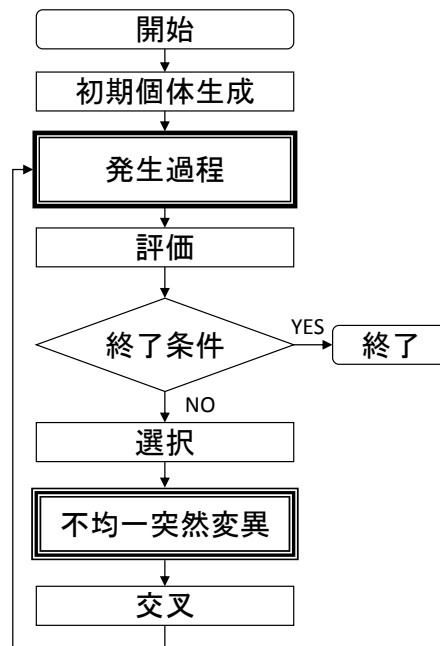 開始
初期個体生成
発生過程
評価
終了条件
YES
終了
NO
選択
不均一突然変異
交叉